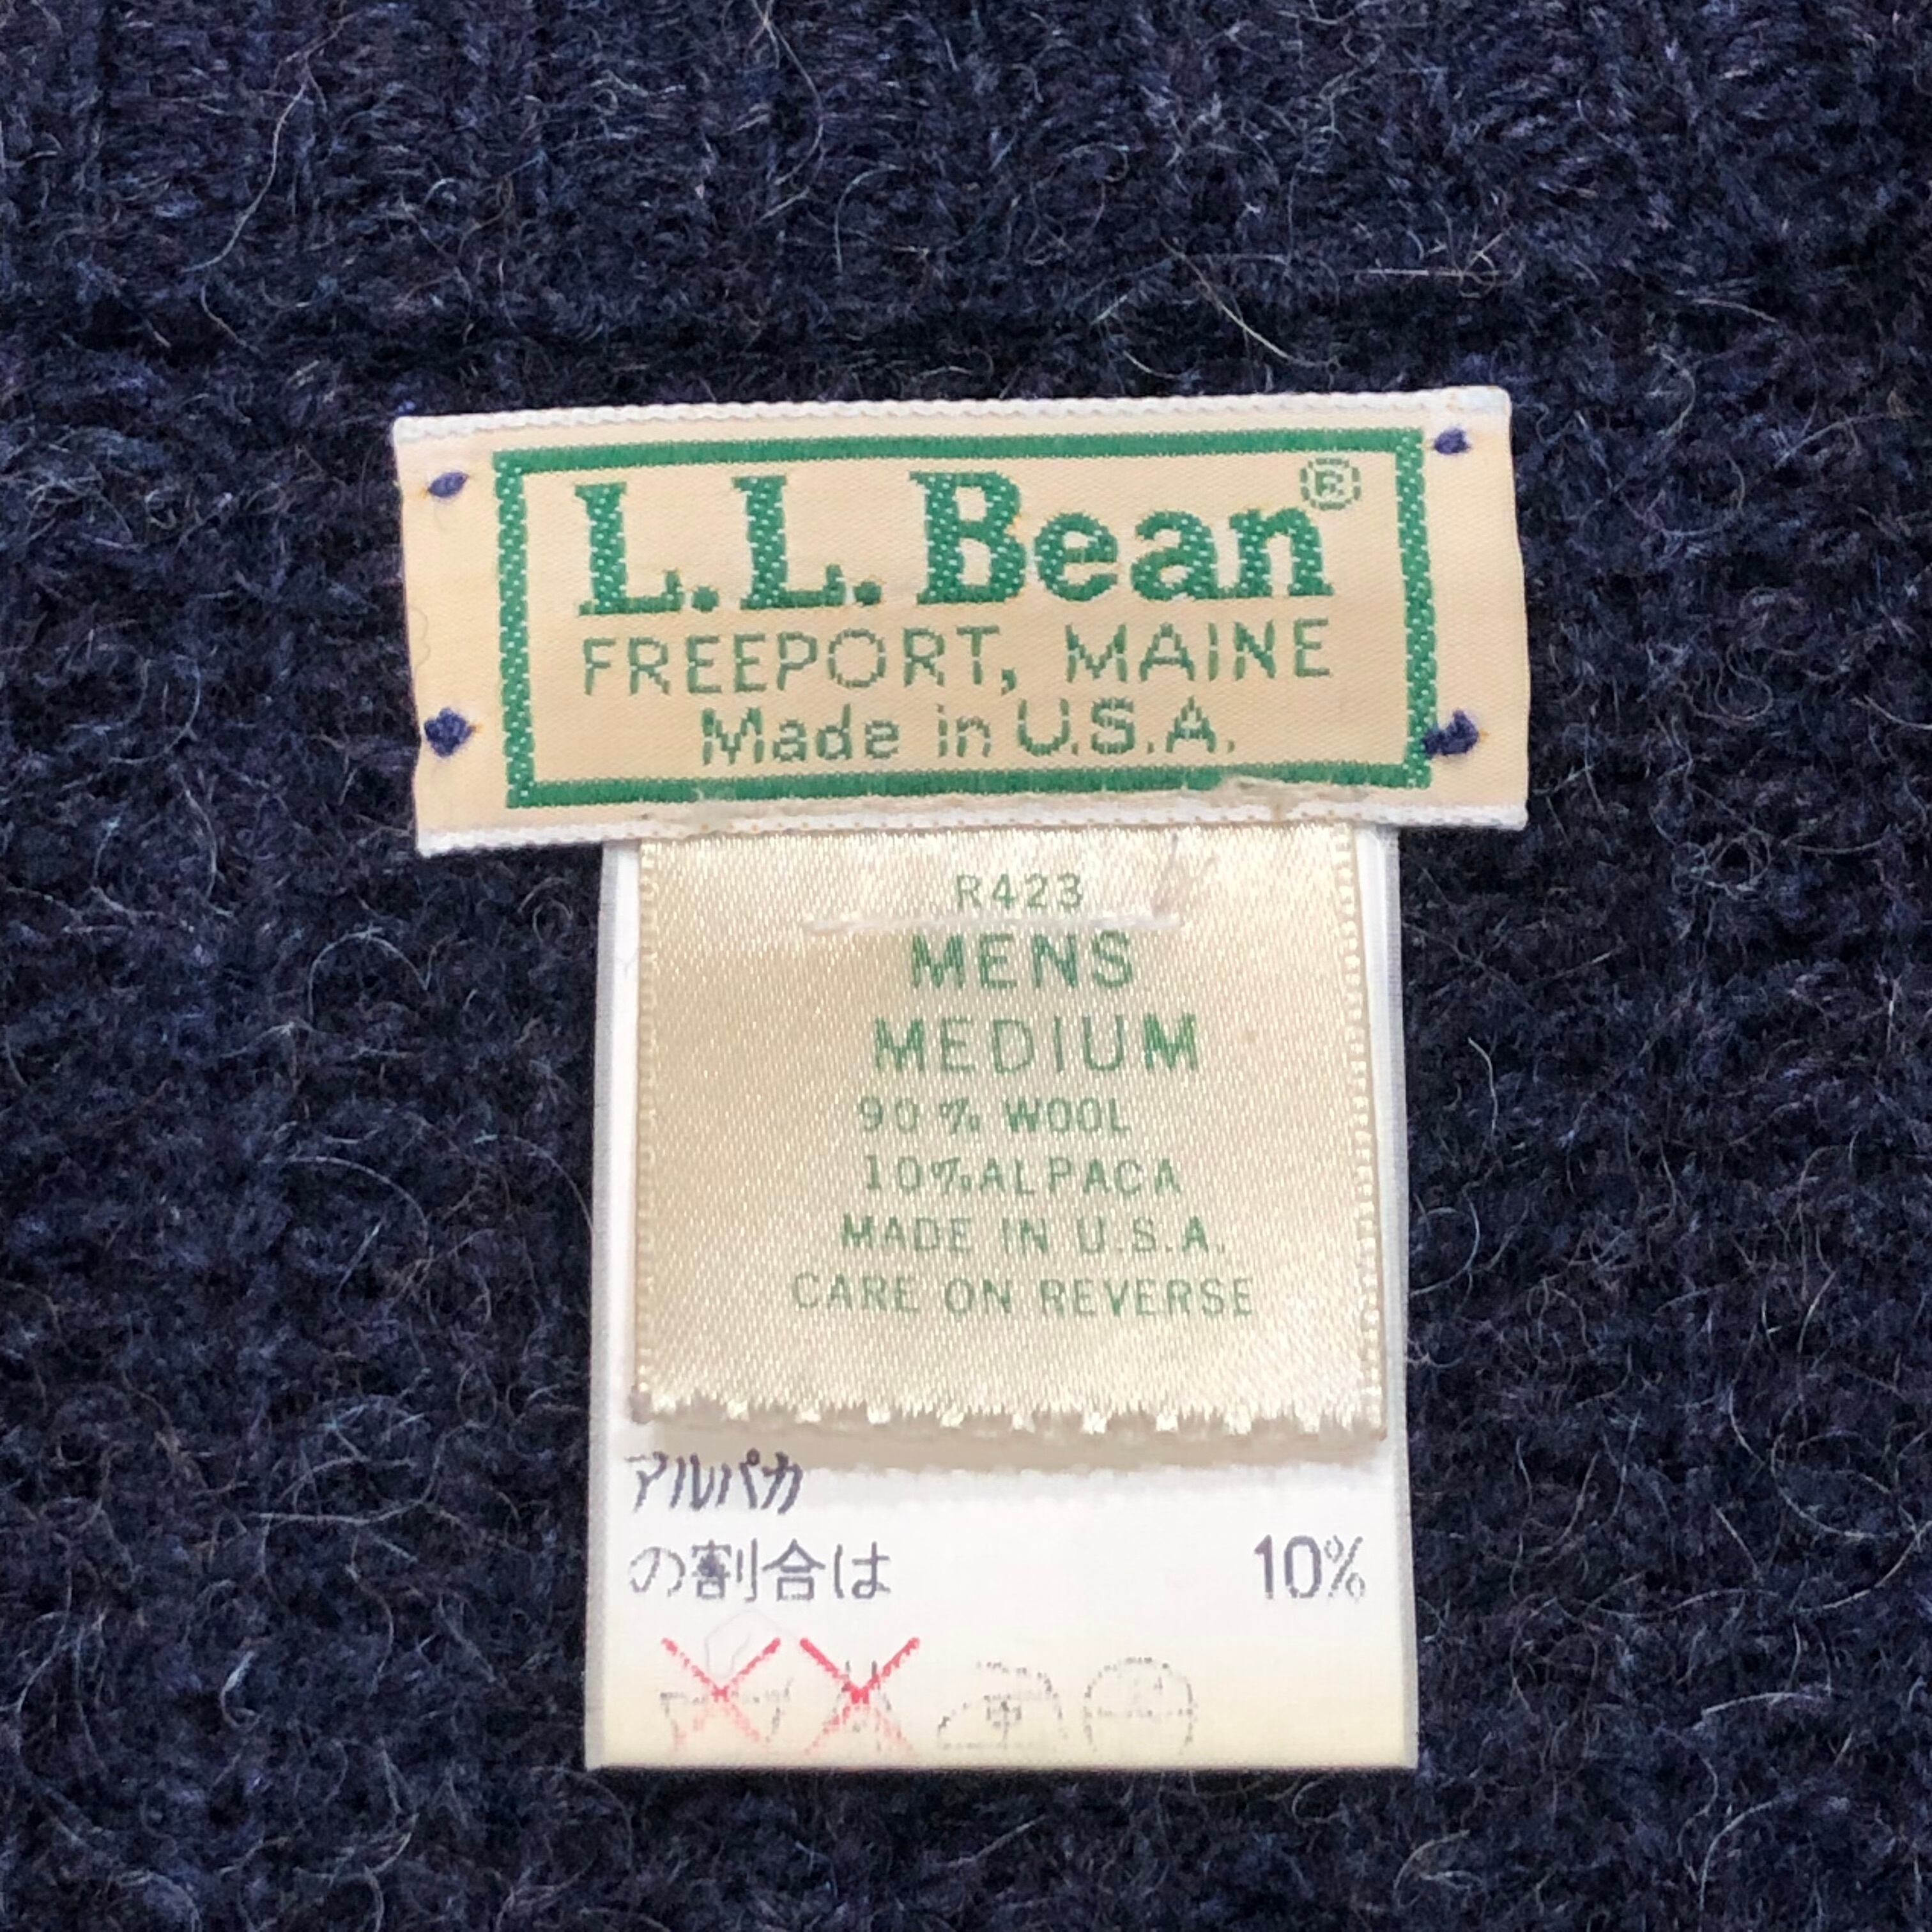 L.L.Bean®
FREEPORT, MAINE
Made in U.S.A.
R423
MENS
MEDIUM
90% WOOL
10%ALPACA
MADE IN U.S.A.
CARE ON REVERSE
アルパカ
の割合は 10%